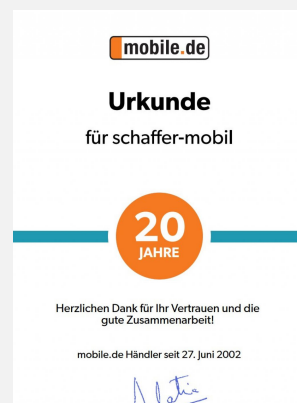 mobile.de
Urkunde
für schaffer-mobil
20
JAHRE
Herzlichen Dank für Ihr Vertrauen und die
gute Zusammenarbeit!
mobile.de Händler seit 27. Juni 2002